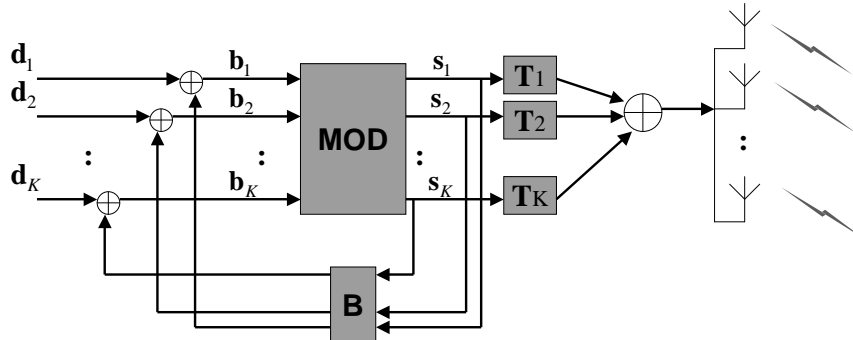 d1 b1 s1 T1
d2 b2 s2 T2
: : MOD : :
dK bK sK TK
B